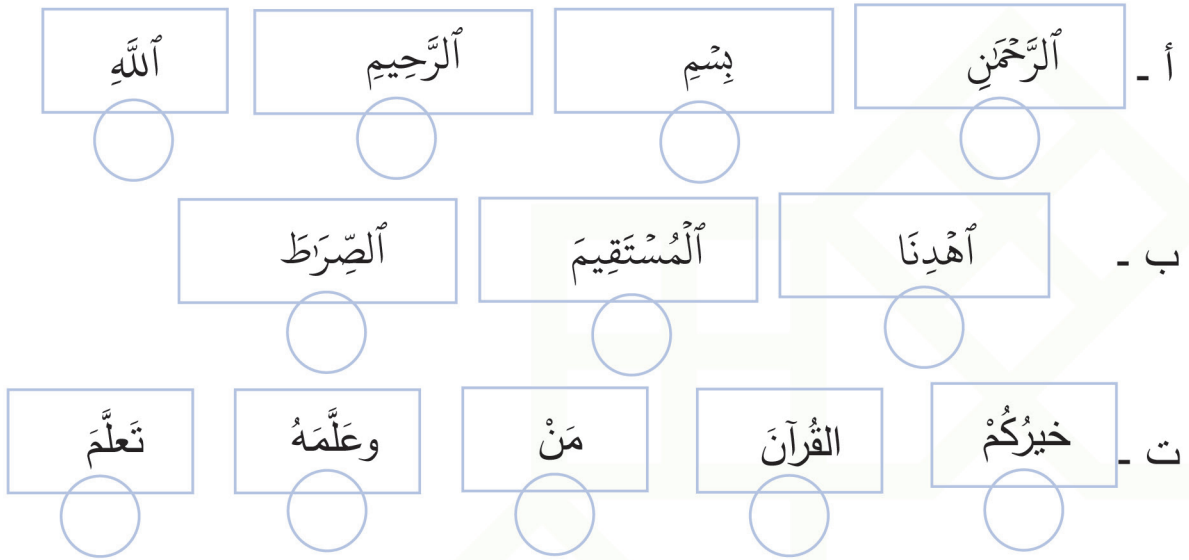 أ - ٱلرَّحۡمَٰنِ بِسۡمِ ٱلرَّحِيمِ ٱللَّهِ
ب - ٱهۡدِنَا ٱلۡمُسۡتَقِيمَ ٱلصِّرَٰطَ
ت - خيرُكُمْ القُرآنَ مَنْ وعَلَّمَهُ تَعلَّمَ